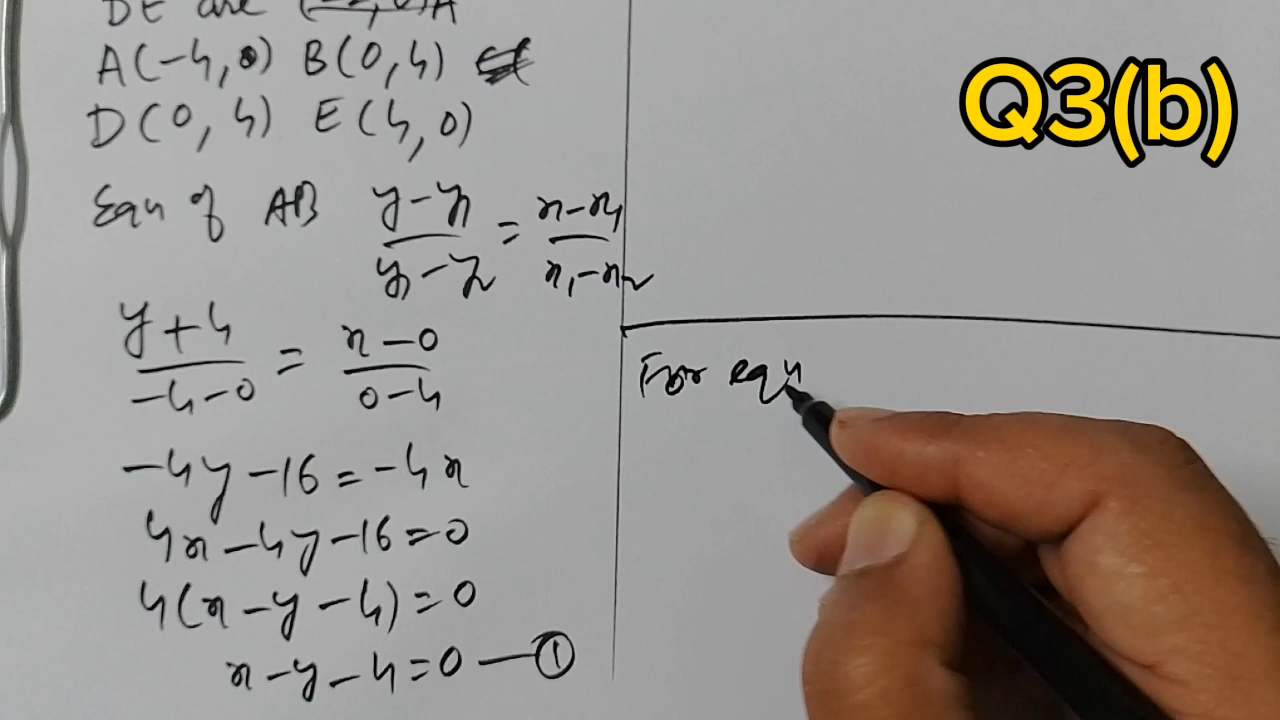 DE are
A(-4,0) B(0,4)
D(0,4) E(4,0)
Eqn of AB y-y1/y1-y2 = x-x1/x1-x2
y+4/-4-0 = x-0/0-4
-4y-16=-4x
4x-4y-16=0
4(x-y-4)=0
x-y-4=0 — ①
For eqn
Q3(b)